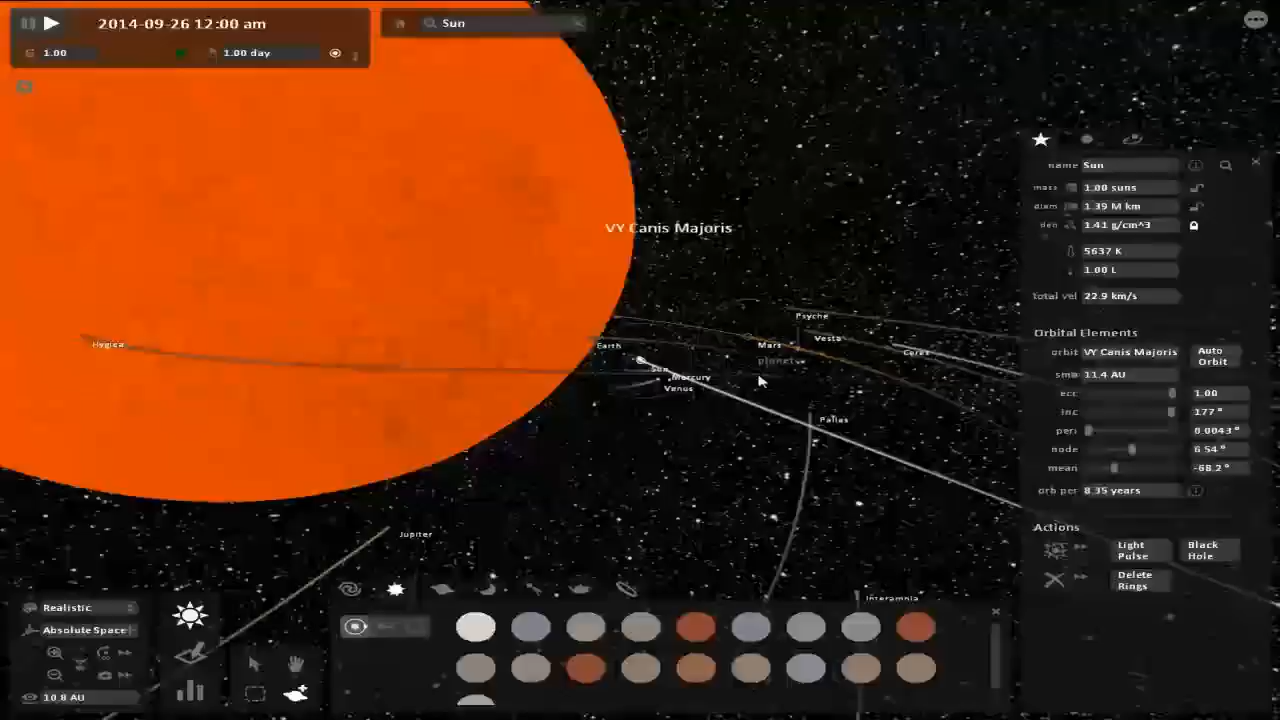 2014-09-26 12:00 am
Sun
1.00
1.00 day
VY Canis Majoris
Hygiea
Earth
Sun
Mercury
Venus
Mars
planets
Psyche
Vesta
Ceres
Pallas
Jupiter
Interamnia
name Sun
mass 1.00 suns
diam 1.39 M km
den 1.41 g/cm^3
5637 K
1.00 L
total vel 22.9 km/s
Orbital Elements
orbit VY Canis Majoris Auto Orbit
sma 11.4 AU
ecc 1.00
inc 177°
peri 0.0043°
node 6.54°
mean -68.2°
orb per 8.35 years
Actions
Light Pulse
Black Hole
Delete Rings
Realistic
Absolute Space
10.8 AU